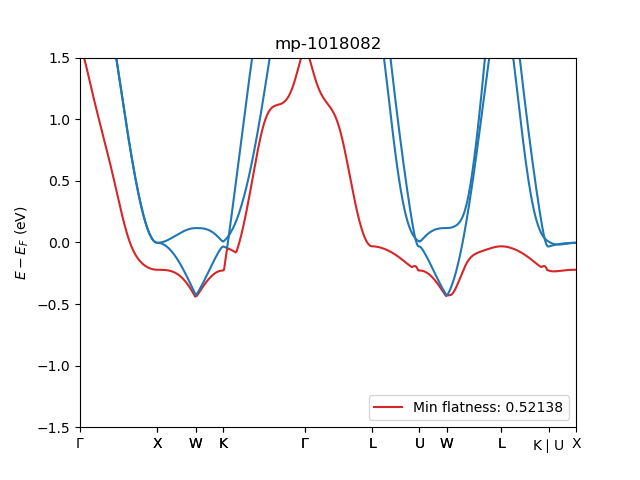 mp-1018082
E − E_F (eV)
1.5
1.0
0.5
0.0
−0.5
−1.0
−1.5
Min flatness: 0.52138
Γ X W K Γ L U W L K | U X